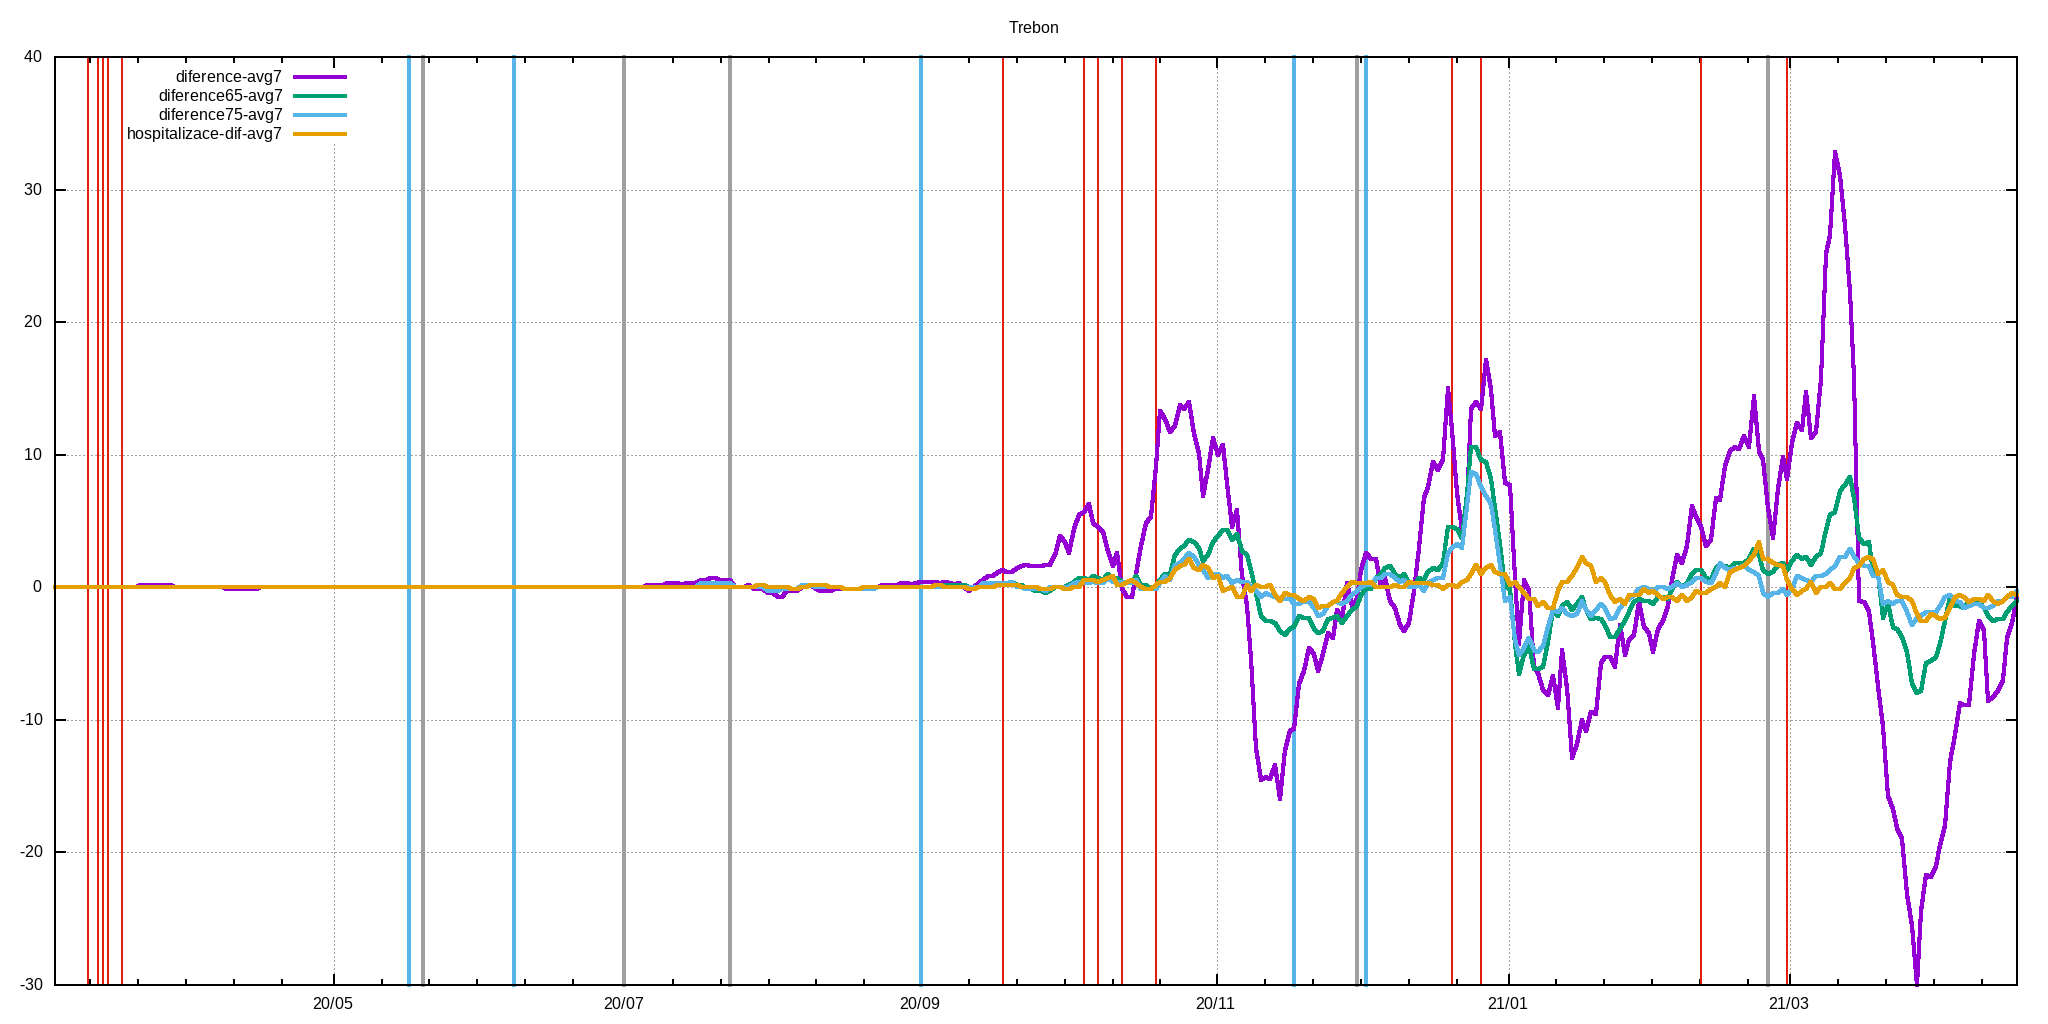 Trebon
40
diference-avg7
diference65-avg7
diference75-avg7
hospitalizace-dif-avg7
30
20
10
0
-10
-20
-30
20/05 20/07 20/09 20/11 21/01 21/03